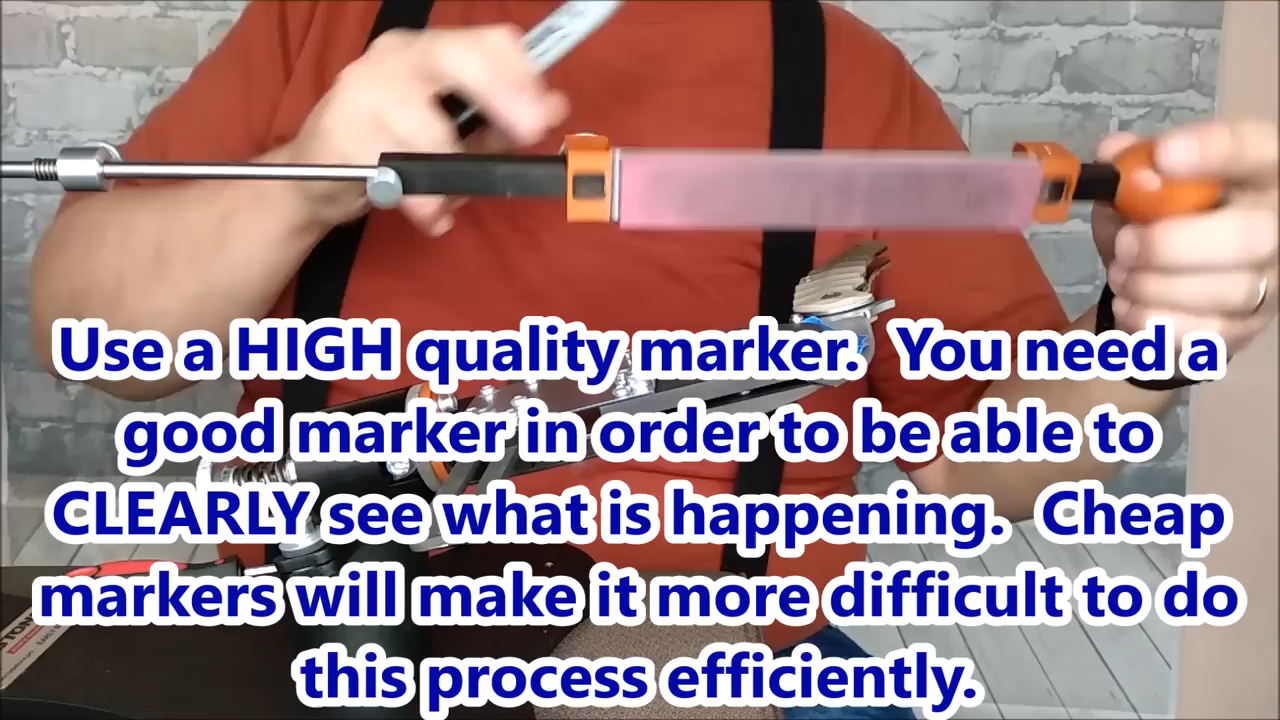 Use a HIGH quality marker.  You need a
good marker in order to be able to
CLEARLY see what is happening.  Cheap
markers will make it more difficult to do
this process efficiently.